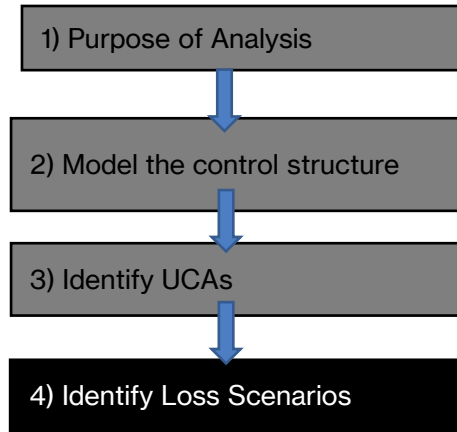 1) Purpose of Analysis
2) Model the control structure
3) Identify UCAs
4) Identify Loss Scenarios